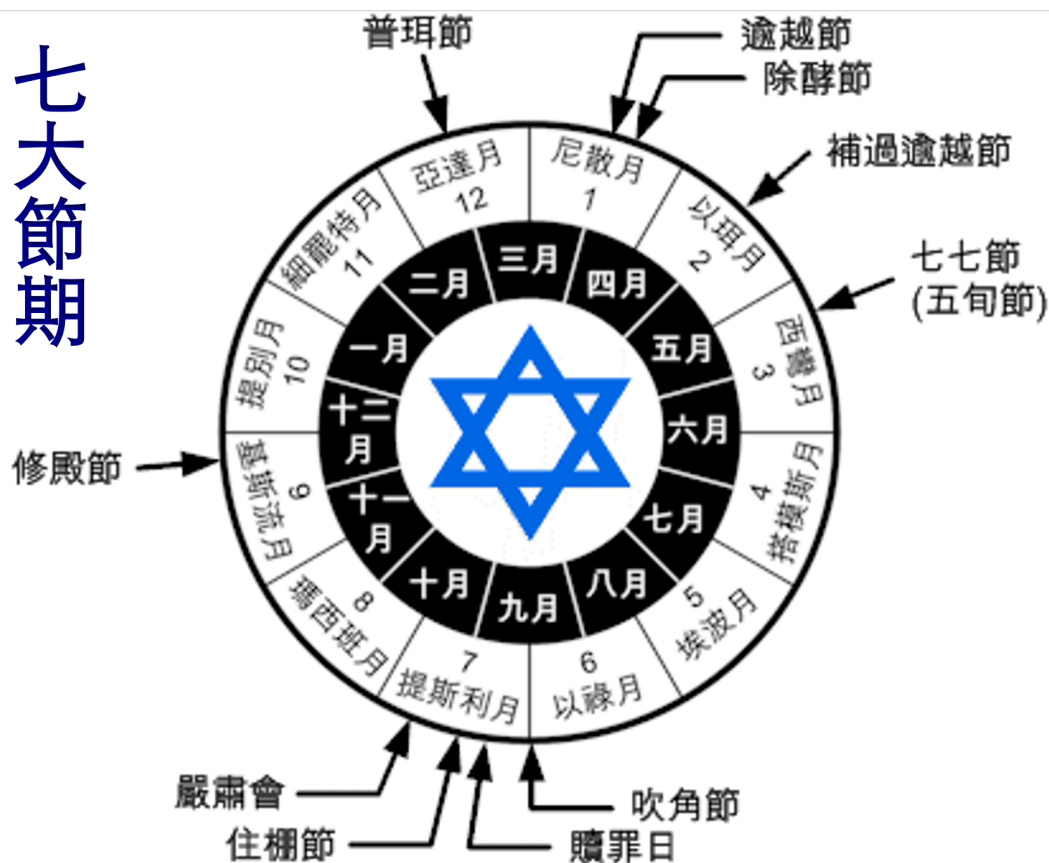 七大節期
普珥節
逾越節
除酵節
補過逾越節
七七節
(五旬節)
修殿節
嚴肅會
住棚節
贖罪日
吹角節
尼散月
1
以珥月
2
西彎月
3
搭模斯月
4
埃波月
5
以祿月
6
提斯利月
7
瑪西班月
8
基斯流月
9
提別月
10
細罷特月
11
亞達月
12
三月
四月
五月
六月
七月
八月
九月
十月
十一
月
十二
月
一月
二月